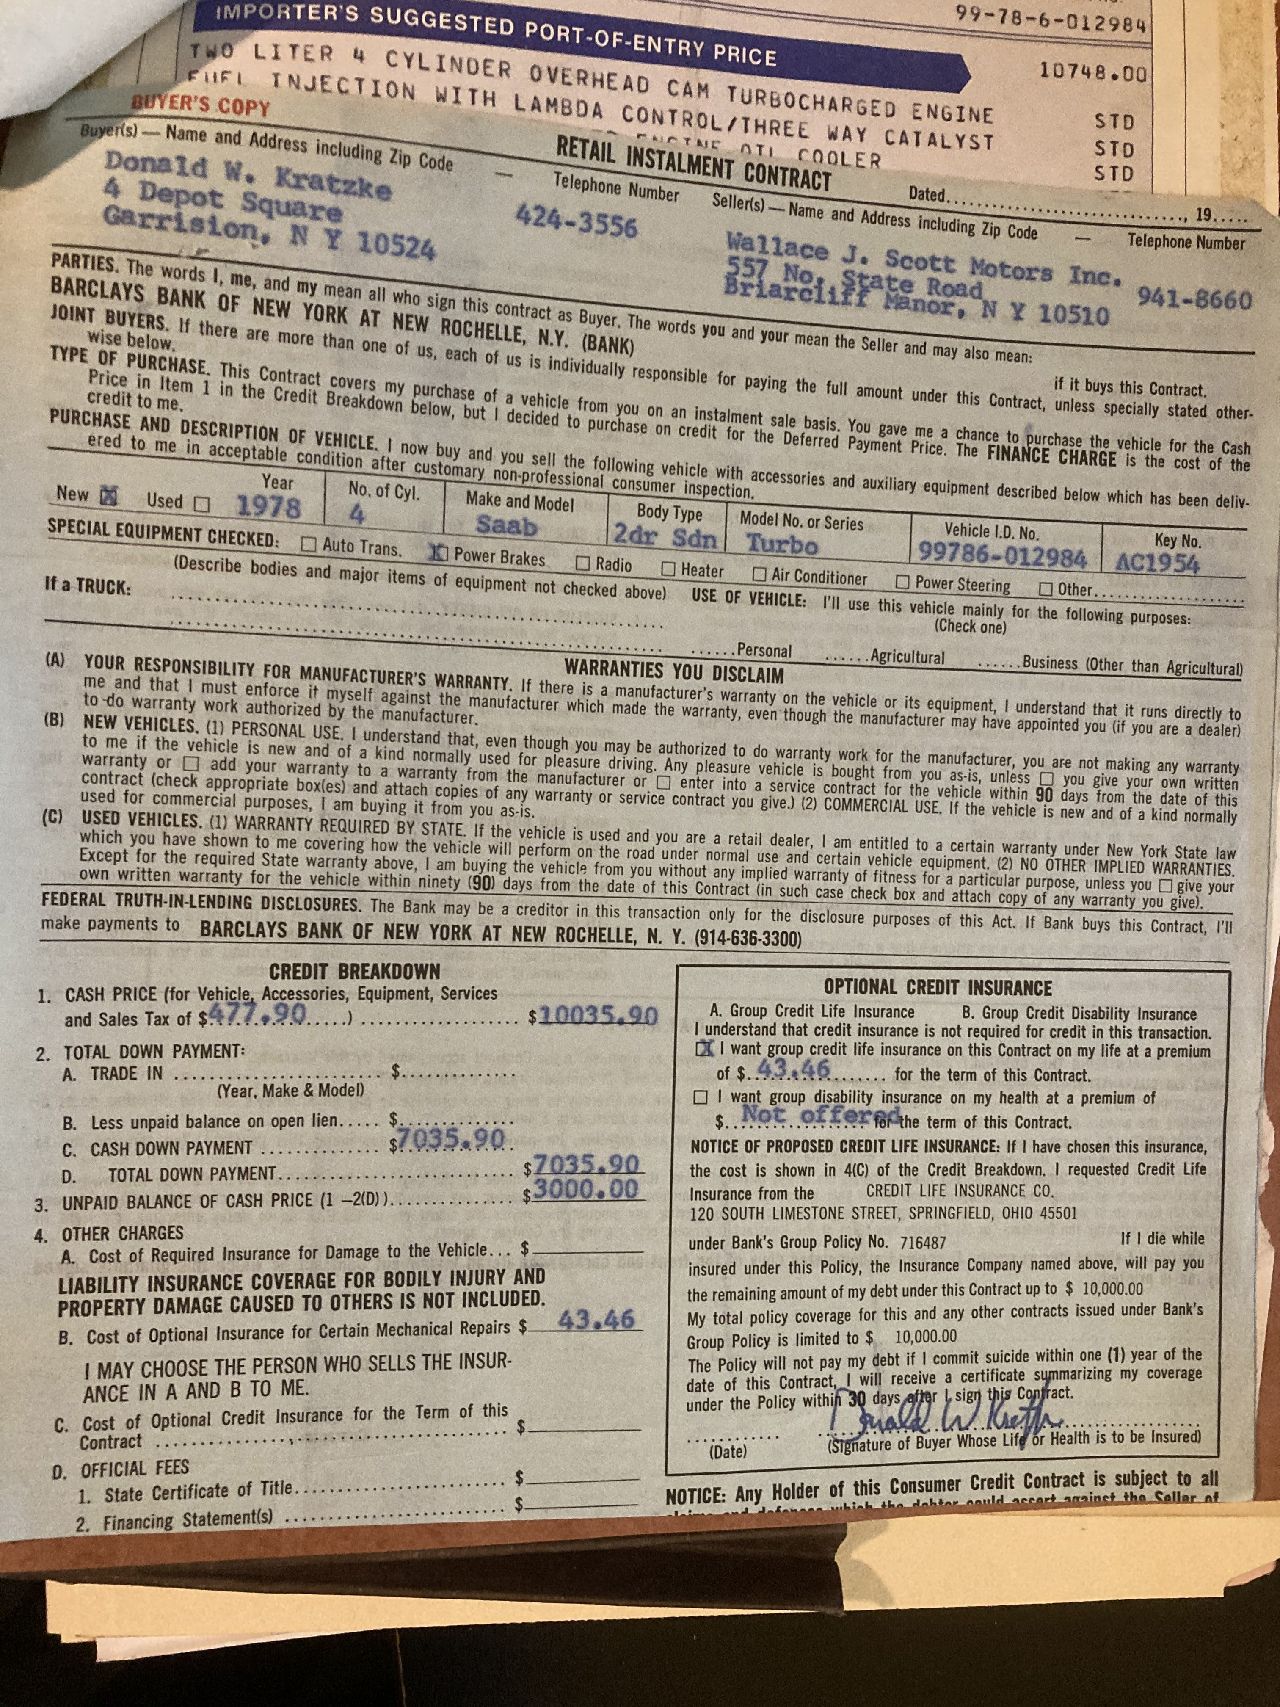 99-78-6-012984
IMPORTER'S SUGGESTED PORT-OF-ENTRY PRICE
10748.00
TWO LITER 4 CYLINDER OVERHEAD CAM TURBOCHARGED ENGINE STD
FUEL INJECTION WITH LAMBDA CONTROL/THREE WAY CATALYST STD
ENGINE OIL COOLER STD
BUYER'S COPY
RETAIL INSTALMENT CONTRACT
Dated............................, 19.....
Buyer(s) — Name and Address including Zip Code — Telephone Number
Donald W. Kratzke
4 Depot Square 424-3556
Garrision, N Y 10524
Seller(s) — Name and Address including Zip Code — Telephone Number
Wallace J. Scott Motors Inc.
557 No. State Road 941-8660
Briarcliff Manor, N Y 10510
PARTIES. The words I, me, and my mean all who sign this contract as Buyer. The words you and your mean the Seller and may also mean:
BARCLAYS BANK OF NEW YORK AT NEW ROCHELLE, N.Y. (BANK) if it buys this Contract.
JOINT BUYERS. If there are more than one of us, each of us is individually responsible for paying the full amount under this Contract, unless specially stated other-
wise below.
TYPE OF PURCHASE. This Contract covers my purchase of a vehicle from you on an instalment sale basis. You gave me a chance to purchase the vehicle for the Cash
Price in Item 1 in the Credit Breakdown below, but I decided to purchase on credit for the Deferred Payment Price. The FINANCE CHARGE is the cost of the
credit to me.
PURCHASE AND DESCRIPTION OF VEHICLE. I now buy and you sell the following vehicle with accessories and auxiliary equipment described below which has been deliv-
ered to me in acceptable condition after customary non-professional consumer inspection.
New ☒ Used ☐ Year 1978
No. of Cyl. 4
Make and Model Saab
Body Type 2dr Sdn
Model No. or Series Turbo
Vehicle I.D. No. 99786-012984
Key No. AC1954
SPECIAL EQUIPMENT CHECKED: ☐ Auto Trans. ☒ Power Brakes ☐ Radio ☐ Heater ☐ Air Conditioner ☐ Power Steering ☐ Other......................
(Describe bodies and major items of equipment not checked above)
If a TRUCK: ......................................................
USE OF VEHICLE: I'll use this vehicle mainly for the following purposes:
(Check one)
......Personal ......Agricultural ......Business (Other than Agricultural)
WARRANTIES YOU DISCLAIM
(A) YOUR RESPONSIBILITY FOR MANUFACTURER'S WARRANTY. If there is a manufacturer's warranty on the vehicle or its equipment, I understand that it runs directly to
me and that I must enforce it myself against the manufacturer which made the warranty, even though the manufacturer may have appointed you (if you are a dealer)
to do warranty work authorized by the manufacturer.
(B) NEW VEHICLES. (1) PERSONAL USE. I understand that, even though you may be authorized to do warranty work for the manufacturer, you are not making any warranty
to me if the vehicle is new and of a kind normally used for pleasure driving. Any pleasure vehicle is bought from you as-is, unless ☐ you give your own written
warranty or ☐ add your warranty to a warranty from the manufacturer or ☐ enter into a service contract for the vehicle within 90 days from the date of this
contract (check appropriate box(es) and attach copies of any warranty or service contract you give.) (2) COMMERCIAL USE. If the vehicle is new and of a kind normally
used for commercial purposes, I am buying it from you as-is.
(C) USED VEHICLES. (1) WARRANTY REQUIRED BY STATE. If the vehicle is used and you are a retail dealer, I am entitled to a certain warranty under New York State law
which you have shown to me covering how the vehicle will perform on the road under normal use and certain vehicle equipment. (2) NO OTHER IMPLIED WARRANTIES.
Except for the required State warranty above, I am buying the vehicle from you without any implied warranty of fitness for a particular purpose, unless you ☐ give your
own written warranty for the vehicle within ninety (90) days from the date of this Contract (in such case check box and attach copy of any warranty you give).
FEDERAL TRUTH-IN-LENDING DISCLOSURES. The Bank may be a creditor in this transaction only for the disclosure purposes of this Act. If Bank buys this Contract, I'll
make payments to BARCLAYS BANK OF NEW YORK AT NEW ROCHELLE, N. Y. (914-636-3300)
CREDIT BREAKDOWN
1. CASH PRICE (for Vehicle, Accessories, Equipment, Services
and Sales Tax of $477.90.....) .................... $10035.90
2. TOTAL DOWN PAYMENT:
A. TRADE IN ........................ $..............
(Year, Make & Model)
B. Less unpaid balance on open lien..... $..............
C. CASH DOWN PAYMENT .............. $7035.90
D. TOTAL DOWN PAYMENT........................... $7035.90
3. UNPAID BALANCE OF CASH PRICE (1 –2(D))............... $3000.00
4. OTHER CHARGES
A. Cost of Required Insurance for Damage to the Vehicle... $
LIABILITY INSURANCE COVERAGE FOR BODILY INJURY AND
PROPERTY DAMAGE CAUSED TO OTHERS IS NOT INCLUDED.
B. Cost of Optional Insurance for Certain Mechanical Repairs $ 43.46
I MAY CHOOSE THE PERSON WHO SELLS THE INSUR-
ANCE IN A AND B TO ME.
C. Cost of Optional Credit Insurance for the Term of this
Contract ............................................. $
D. OFFICIAL FEES
1. State Certificate of Title........................... $
2. Financing Statement(s) ............................ $
OPTIONAL CREDIT INSURANCE
A. Group Credit Life Insurance B. Group Credit Disability Insurance
I understand that credit insurance is not required for credit in this transaction.
☒ I want group credit life insurance on this Contract on my life at a premium
of $..43.46........ for the term of this Contract.
☐ I want group disability insurance on my health at a premium of
$...Not offered for the term of this Contract.
NOTICE OF PROPOSED CREDIT LIFE INSURANCE: If I have chosen this insurance,
the cost is shown in 4(C) of the Credit Breakdown. I requested Credit Life
Insurance from the CREDIT LIFE INSURANCE CO.
120 SOUTH LIMESTONE STREET, SPRINGFIELD, OHIO 45501
under Bank's Group Policy No. 716487 If I die while
insured under this Policy, the Insurance Company named above, will pay you
the remaining amount of my debt under this Contract up to $ 10,000.00
My total policy coverage for this and any other contracts issued under Bank's
Group Policy is limited to $ 10,000.00
The Policy will not pay my debt if I commit suicide within one (1) year of the
date of this Contract, I will receive a certificate summarizing my coverage
under the Policy within 30 days after I sign this Contract.
Donald W. Kratzke
(Date) (Signature of Buyer Whose Life or Health is to be Insured)
NOTICE: Any Holder of this Consumer Credit Contract is subject to all
claims and defenses which the debtor could assert against the Seller of